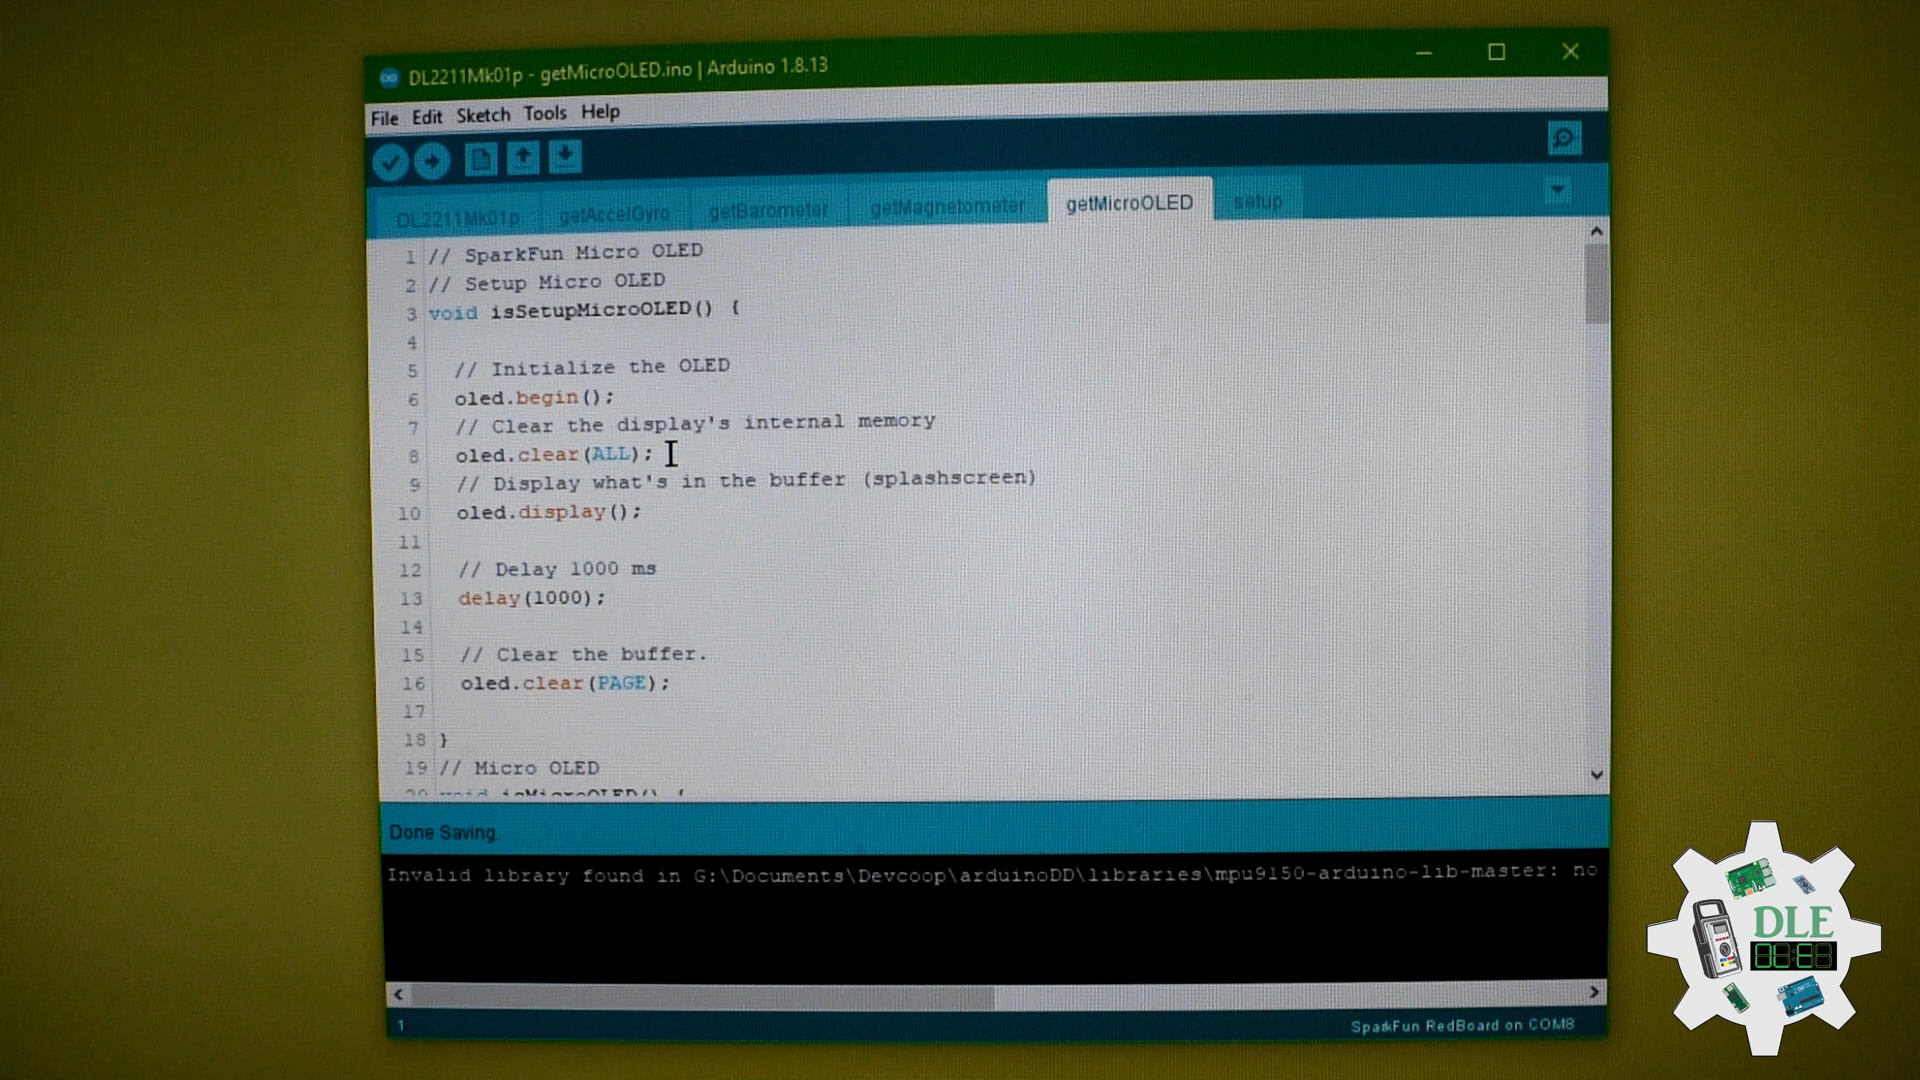 DL2211Mk01p - getMicroOLED.ino | Arduino 1.8.13
File Edit Sketch Tools Help
DL2211Mk01p getAccelGyro getBarometer getMagnetometer getMicroOLED setup
1 // SparkFun Micro OLED
2 // Setup Micro OLED
3 void isSetupMicroOLED() {
4
5 // Initialize the OLED
6 oled.begin();
7 // Clear the display's internal memory
8 oled.clear(ALL);
9 // Display what's in the buffer (splashscreen)
10 oled.display();
11
12 // Delay 1000 ms
13 delay(1000);
14
15 // Clear the buffer.
16 oled.clear(PAGE);
17
18 }
19 // Micro OLED
20 void isMicroOLED() {
Done Saving.
Invalid library found in G:\Documents\Devcoop\arduinoDD\libraries\mpu9150-arduino-lib-master: no
1
SparkFun RedBoard on COM8
DLE